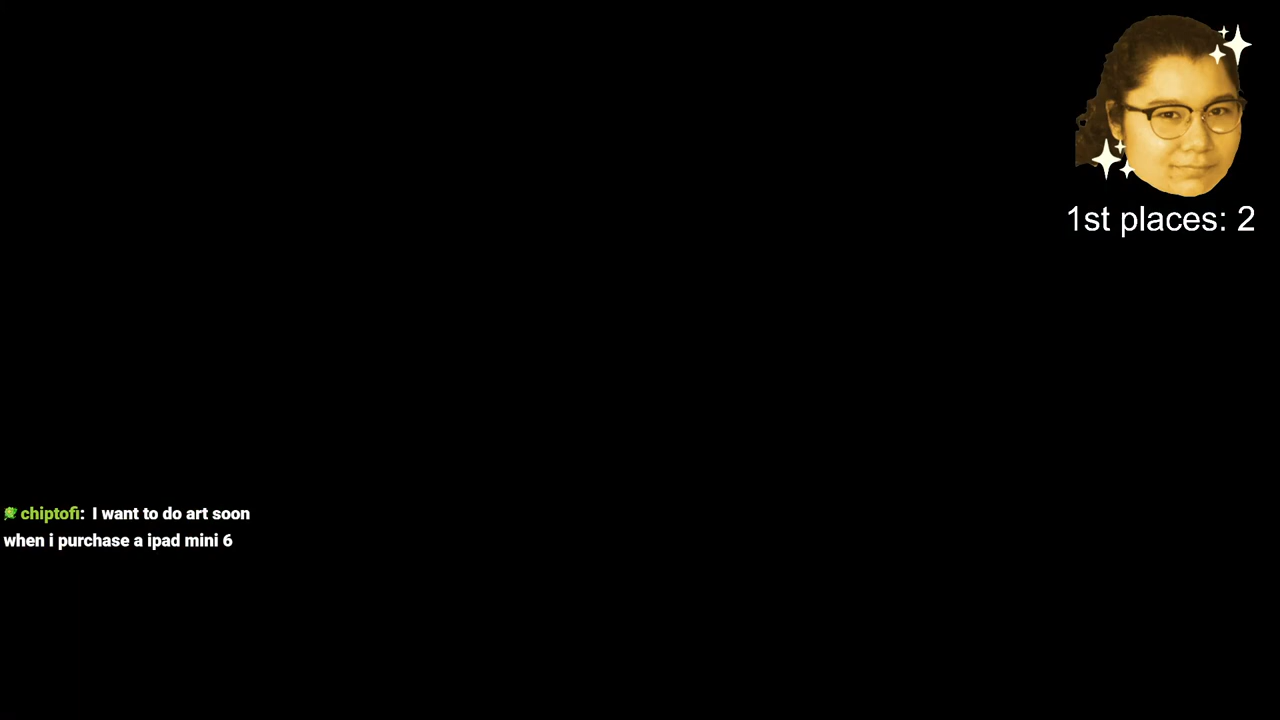 1st places: 2
chiptofi: I want to do art soon
when i purchase a ipad mini 6